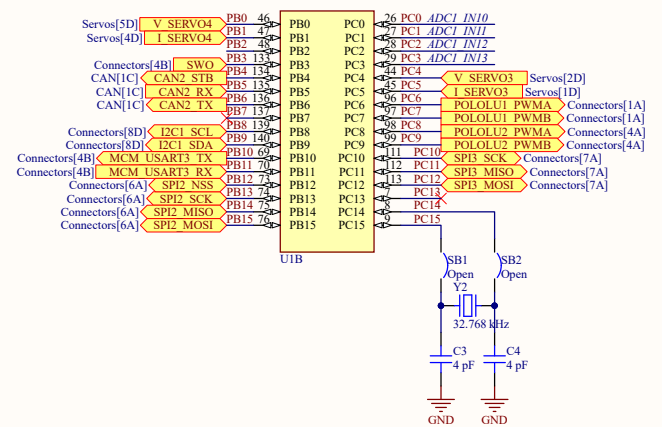 Servos[5D] V_SERVO4 PB0 46 PB0 PC0 26 PC0 ADC1_IN10
Servos[4D] I_SERVO4 PB1 47 PB1 PC1 27 PC1 ADC1_IN11
PB2 48 PB2 PC2 28 PC2 ADC1_IN12
Connectors[4B] SWO PB3 133 PB3 PC3 29 PC3 ADC1_IN13
CAN[1C] CAN2_STB PB4 134 PB4 PC4 44 PC4 V_SERVO3 Servos[2D]
CAN[1C] CAN2_RX PB5 135 PB5 PC5 45 PC5 I_SERVO3 Servos[1D]
CAN[1C] CAN2_TX PB6 136 PB6 PC6 96 PC6 POLOLU1_PWMA Connectors[1A]
PB7 137 PB7 PC7 97 PC7 POLOLU1_PWMB Connectors[1A]
Connectors[8D] I2C1_SCL PB8 139 PB8 PC8 98 PC8 POLOLU2_PWMA Connectors[4A]
Connectors[8D] I2C1_SDA PB9 140 PB9 PC9 99 PC9 POLOLU2_PWMB Connectors[4A]
Connectors[4B] MCM_USART3_TX PB10 69 PB10 PC10 111 PC10 SPI3_SCK Connectors[7A]
Connectors[4B] MCM_USART3_RX PB11 70 PB11 PC11 112 PC11 SPI3_MISO Connectors[7A]
Connectors[6A] SPI2_NSS PB12 73 PB12 PC12 113 PC12 SPI3_MOSI Connectors[7A]
Connectors[6A] SPI2_SCK PB13 74 PB13 PC13 7 PC13
Connectors[6A] SPI2_MISO PB14 75 PB14 PC14 8 PC14
Connectors[6A] SPI2_MOSI PB15 76 PB15 PC15 9 PC15
U1B
SB1 SB2
Open Open
Y2
32.768 kHz
C3 C4
4 pF 4 pF
GND GND